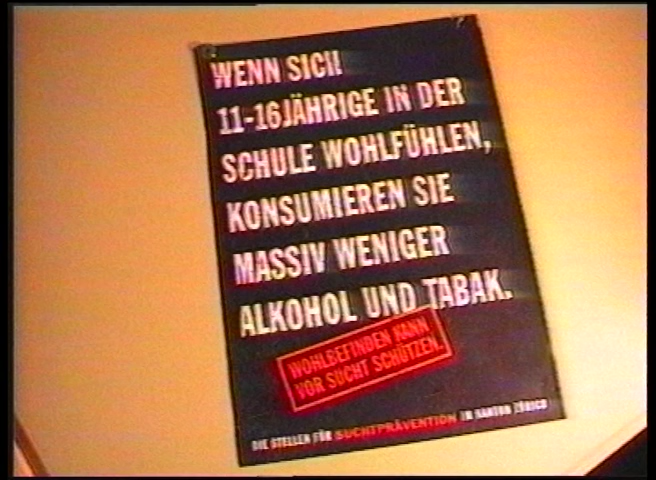 WENN SICH
11-16JÄHRIGE IN DER
SCHULE WOHLFÜHLEN,
KONSUMIEREN SIE
MASSIV WENIGER
ALKOHOL UND TABAK.
WOHLBEFINDEN KANN
VOR SUCHT SCHÜTZEN.
DIE STELLEN FÜR SUCHTPRÄVENTION IM KANTON ZÜRICH